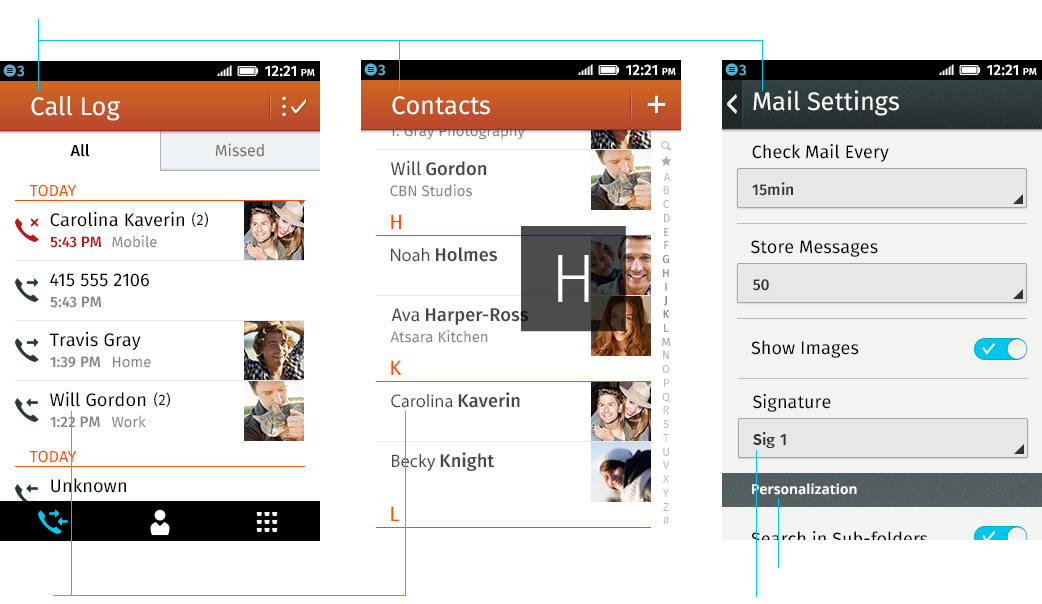 3 12:21 PM
Call Log
All Missed
TODAY
Carolina Kaverin (2)
5:43 PM Mobile
415 555 2106
5:43 PM
Travis Gray
1:39 PM Home
Will Gordon (2)
1:22 PM Work
TODAY
Unknown
3 12:21 PM
Contacts
T. Gray Photography
Will Gordon
CBN Studios
H
Noah Holmes
H
Ava Harper-Ross
Atsara Kitchen
K
Carolina Kaverin
Becky Knight
L
A
B
C
D
E
F
G
H
I
J
K
L
M
N
O
P
Q
R
S
T
U
V
X
Y
Z
#
3 12:21 PM
Mail Settings
Check Mail Every
15min
Store Messages
50
Show Images
Signature
Sig 1
Personalization
Search in Sub-folders